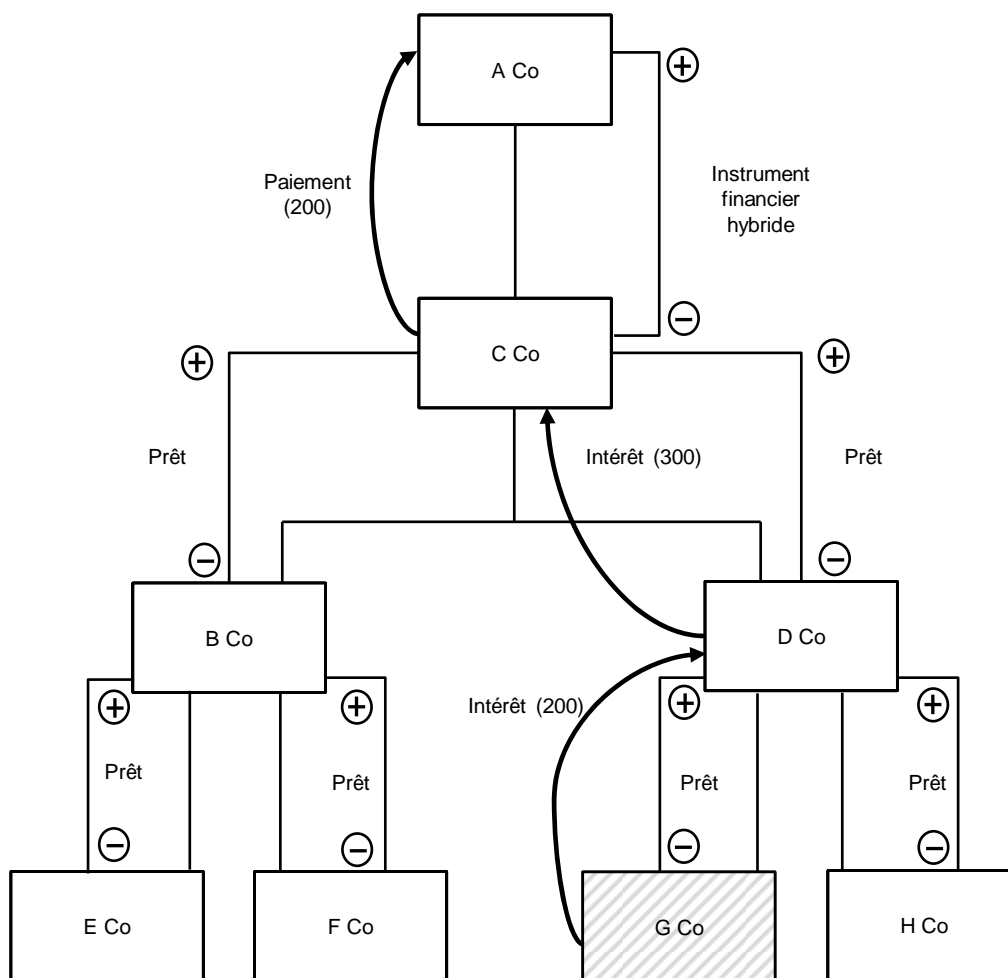 A Co
Paiement
(200)
Instrument
financier
hybride
C Co
Prêt
Intérêt (300)
Prêt
B Co
D Co
Intérêt (200)
Prêt
Prêt
Prêt
Prêt
E Co
F Co
G Co
H Co